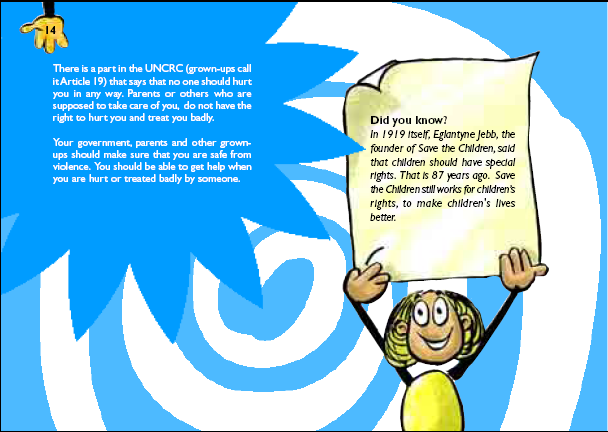 14
There is a part in the UNCRC (grown-ups call
it Article 19) that says that no one should hurt
you in any way. Parents or others who are
supposed to take care of you, do not have the
right to hurt you and treat you badly.
Your government, parents and other grown-
ups should make sure that you are safe from
violence. You should be able to get help when
you are hurt or treated badly by someone.
Did you know?
In 1919 itself, Eglantyne Jebb, the
founder of Save the Children, said
that children should have special
rights. That is 87 years ago. Save
the Children still works for children's
rights, to make children's lives
better.